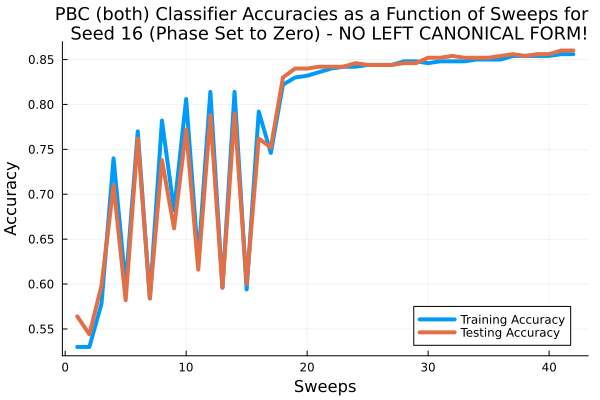 PBC (both) Classifier Accuracies as a Function of Sweeps for
Seed 16 (Phase Set to Zero) - NO LEFT CANONICAL FORM!
0.85
0.80
0.75
0.70
0.65
0.60
0.55
Accuracy
0
10
20
30
40
Sweeps
Training Accuracy
Testing Accuracy